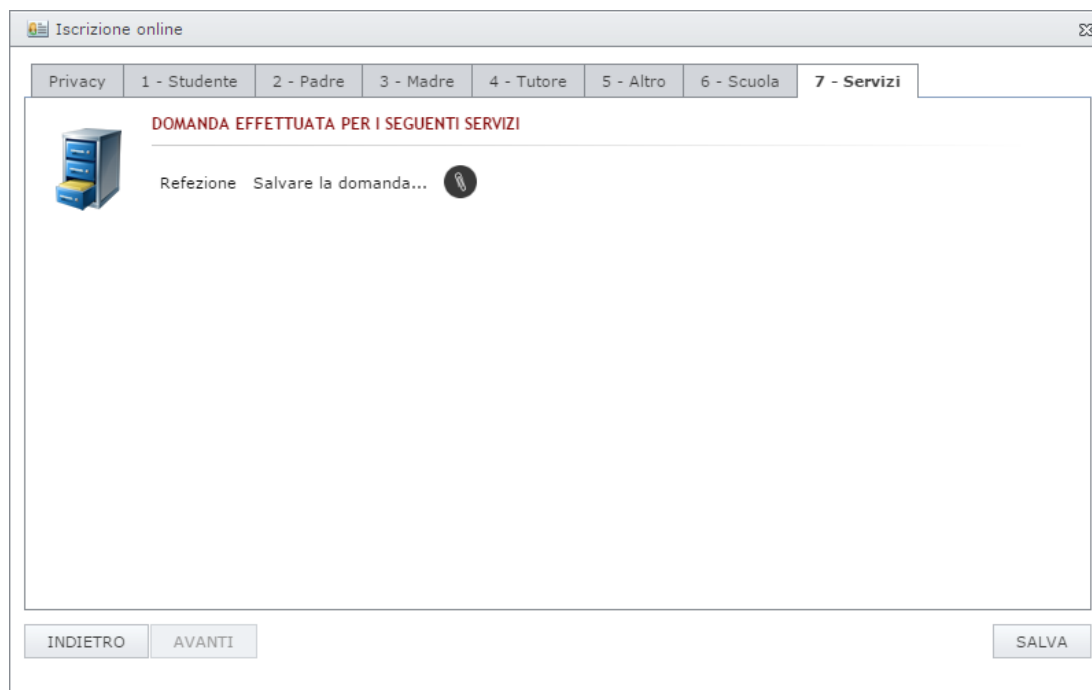 Iscrizione online
Privacy 1 - Studente 2 - Padre 3 - Madre 4 - Tutore 5 - Altro 6 - Scuola 7 - Servizi
DOMANDA EFFETTUATA PER I SEGUENTI SERVIZI
Refezione Salvare la domanda...
INDIETRO AVANTI SALVA